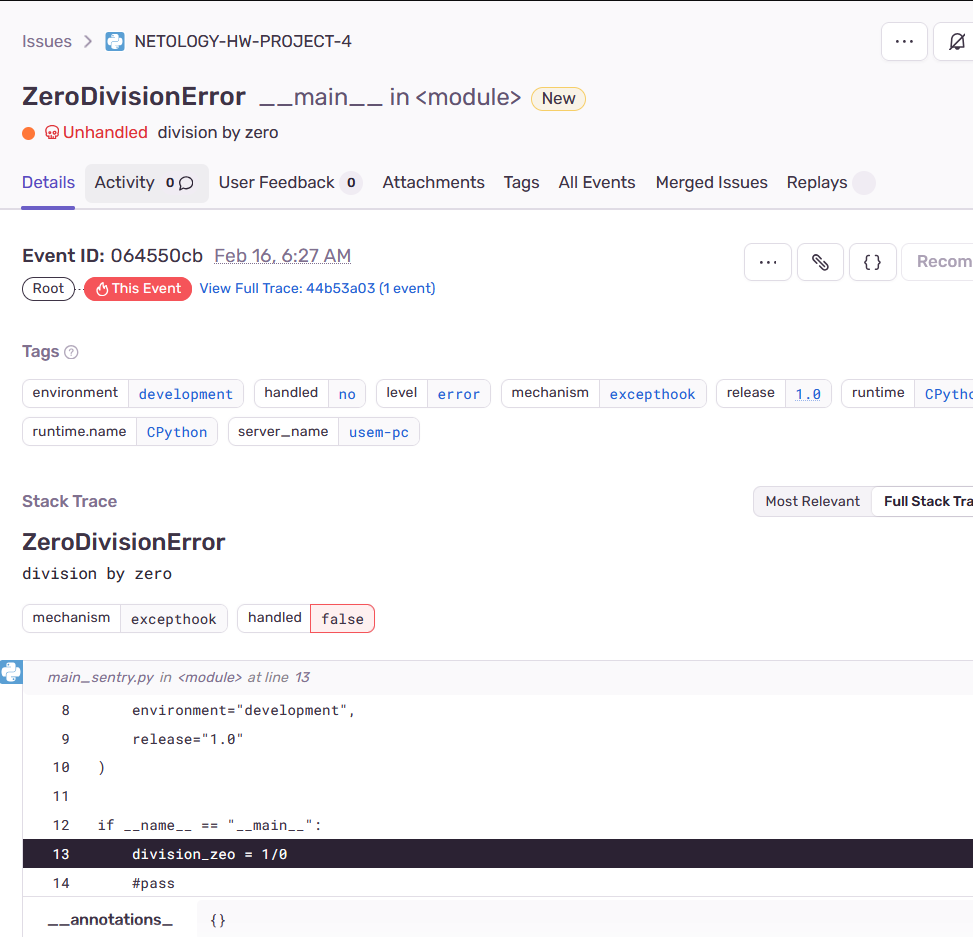 Issues > NETOLOGY-HW-PROJECT-4
ZeroDivisionError __main__ in <module> New
Unhandled division by zero
Details Activity 0 User Feedback 0 Attachments Tags All Events Merged Issues Replays
Event ID: 064550cb Feb 16, 6:27 AM
Recom
Root This Event View Full Trace: 44b53a03 (1 event)
Tags ?
environment development handled no level error mechanism excepthook release 1.0 runtime CPytho
runtime.name CPython server_name usem-pc
Stack Trace Most Relevant Full Stack Tra
ZeroDivisionError
division by zero
mechanism excepthook handled false
main_sentry.py in <module> at line 13
8 environment="development",
9 release="1.0"
10 )
11
12 if __name__ == "__main__":
13 division_zeo = 1/0
14 #pass
__annotations_ {}